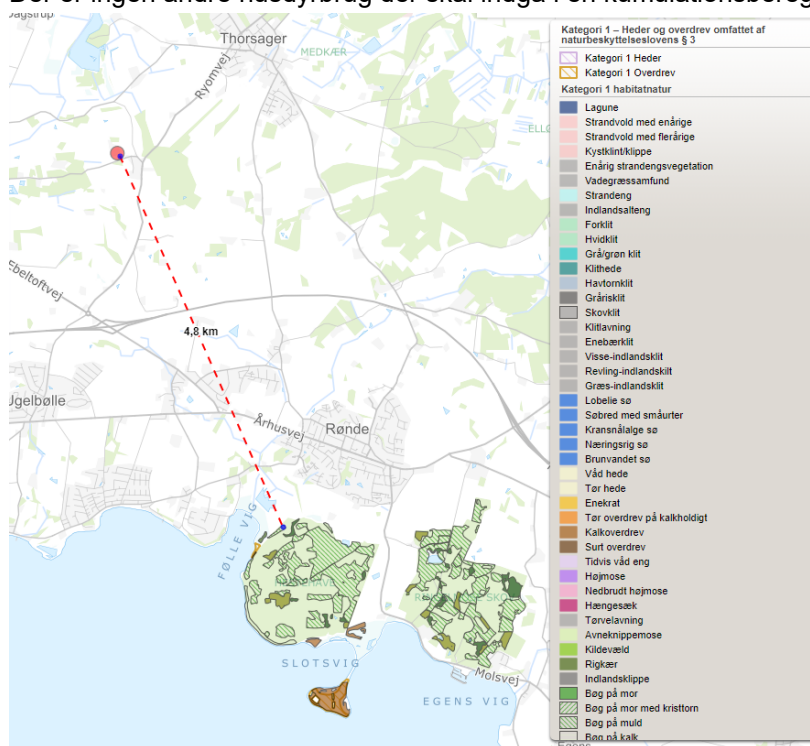 Der er ingen andre husdyrbrug der skal indgå i en kumulationsbereg
Thorsager
MEDKÆR
Ryomvej
Ebeltoftvej
4,8 km
Ugelbølle
Århusvej
Rønde
FØLLE VIG
SLOTSVIG
Molsvej
EGENS VIG
Egens
Kategori 1 – Heder og overdrev omfattet af
naturbeskyttelseslovens § 3
Kategori 1 Heder
Kategori 1 Overdrev
Kategori 1 habitatnatur
Lagune
Strandvold med enårige
Strandvold med flerårige
Kystklint/klippe
Enårig strandengsvegetation
Vadegræssamfund
Strandeng
Indlandsalteng
Forklit
Hvidklit
Grå/grøn klit
Klithede
Havtornklit
Grårisklit
Skovklit
Klitlavning
Enebærklit
Visse-indlandsklit
Revling-indlandskilt
Græs-indlandsklit
Lobelie sø
Søbred med småurter
Kransnålalge sø
Næringsrig sø
Brunvandet sø
Våd hede
Tør hede
Enekrat
Tør overdrev på kalkholdigt
Kalkoverdrev
Surt overdrev
Tidvis våd eng
Højmose
Nedbrudt højmose
Hængesæk
Tørvelavning
Avneknippemose
Kildevæld
Rigkær
Indlandsklippe
Bøg på mor
Bøg på mor med kristtorn
Bøg på muld
Bøg på kalk